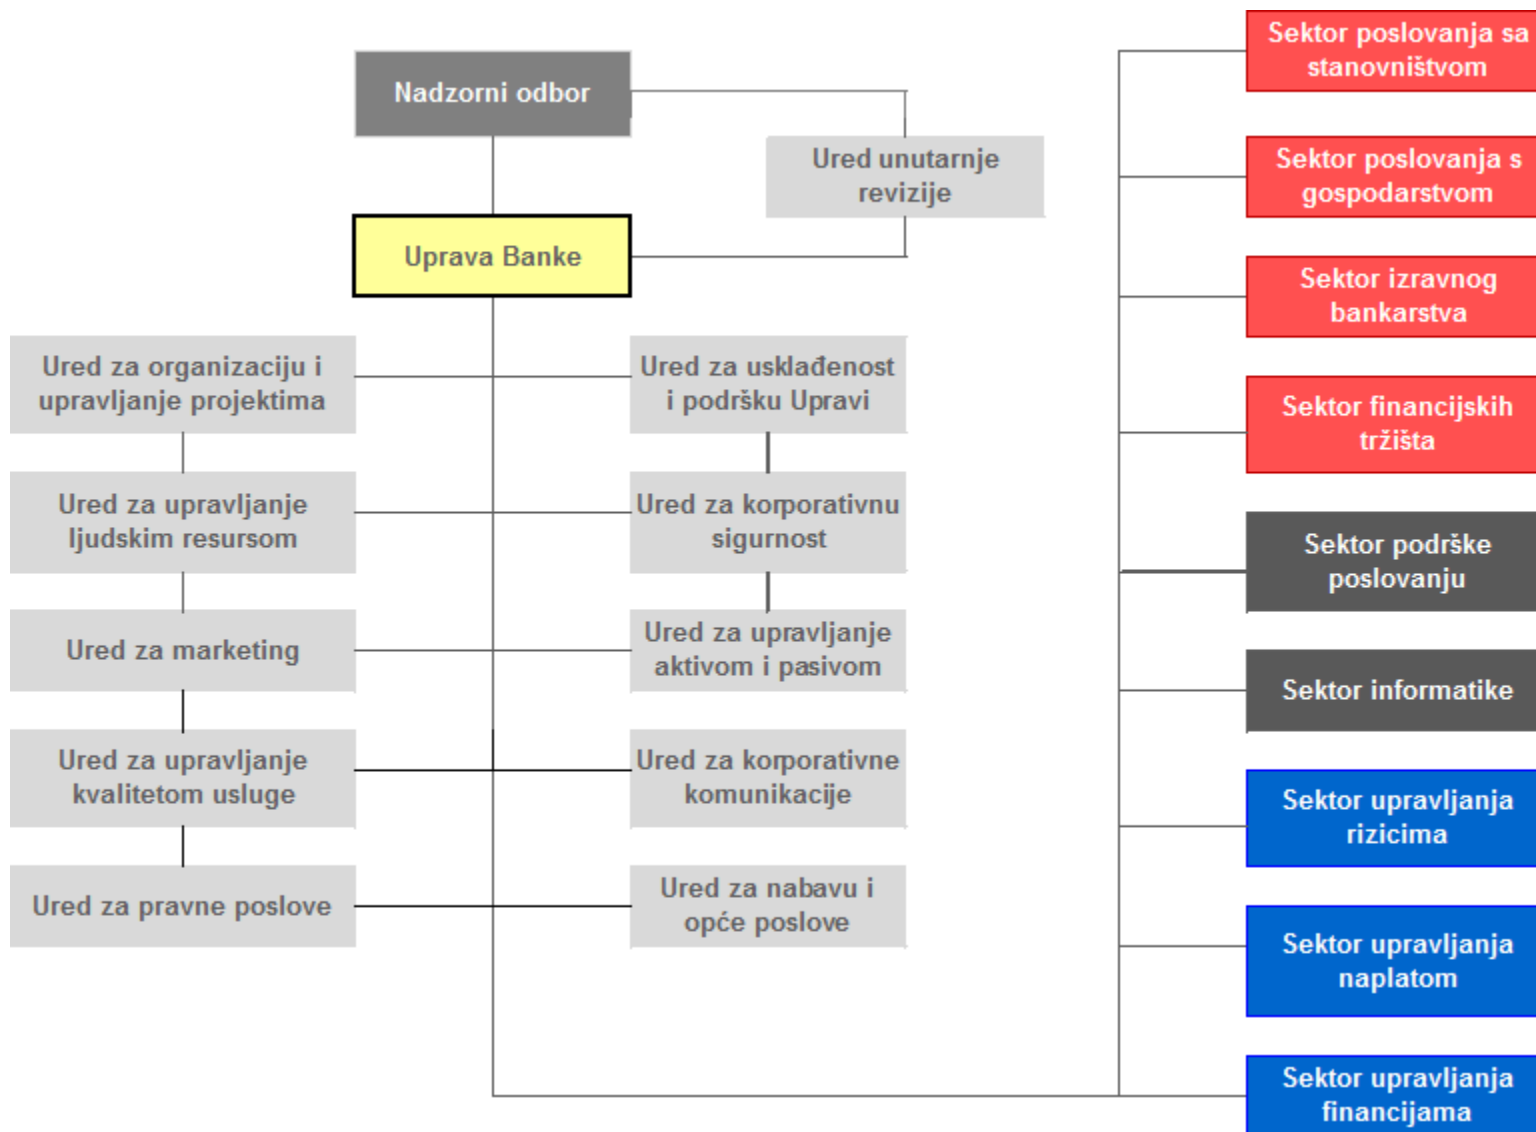 Nadzorni odbor
Ured unutarnje
revizije
Uprava Banke
Ured za organizaciju i
upravljanje projektima
Ured za usklađenost
i podršku Upravi
Ured za upravljanje
ljudskim resursom
Ured za korporativnu
sigurnost
Ured za marketing
Ured za upravljanje
aktivom i pasivom
Ured za upravljanje
kvalitetom usluge
Ured za korporativne
komunikacije
Ured za pravne poslove
Ured za nabavu i
opće poslove
Sektor poslovanja sa
stanovništvom
Sektor poslovanja s
gospodarstvom
Sektor izravnog
bankarstva
Sektor financijskih
tržišta
Sektor podrške
poslovanju
Sektor informatike
Sektor upravljanja
rizicima
Sektor upravljanja
naplatom
Sektor upravljanja
financijama